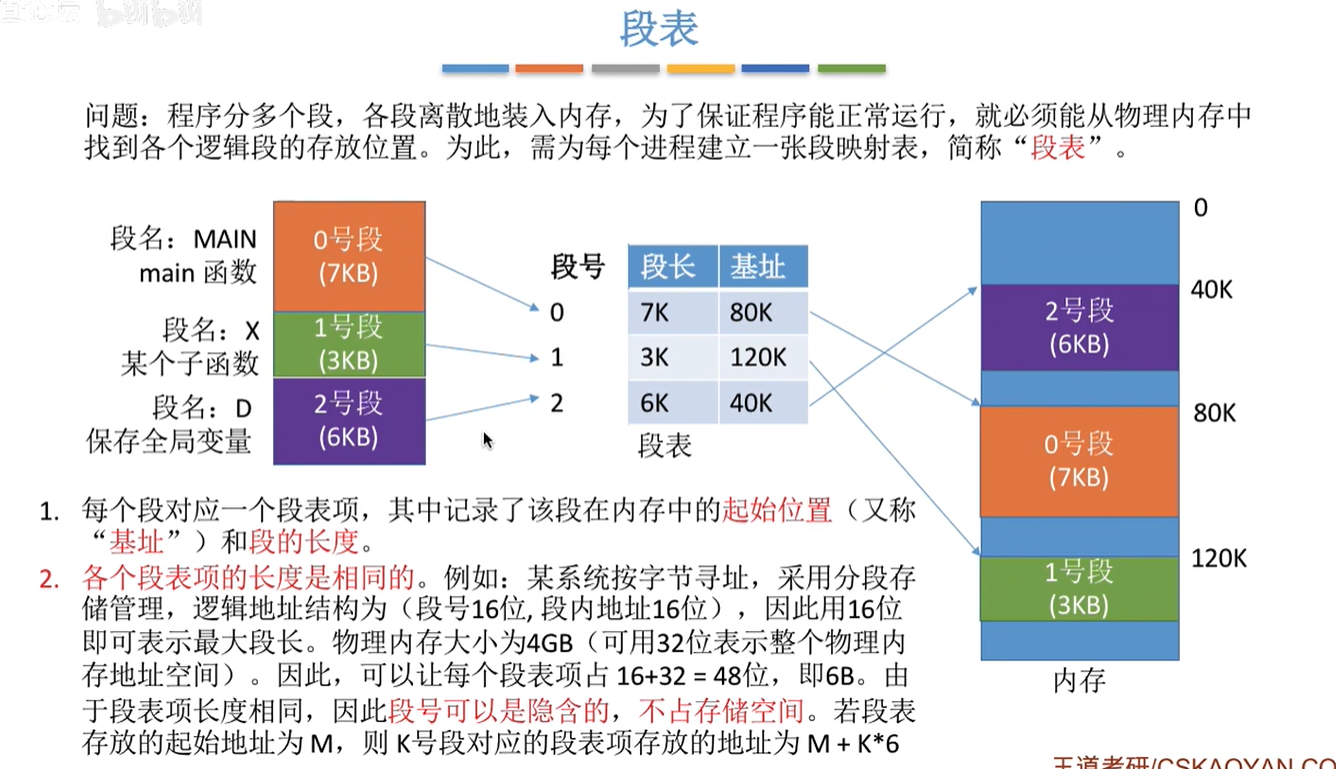 段表
问题：程序分多个段，各段离散地装入内存，为了保证程序能正常运行，就必须能从物理内存中
找到各个逻辑段的存放位置。为此，需为每个进程建立一张段映射表，简称“段表”。
段名：MAIN
main 函数
0号段
(7KB)
段名：X
某个子函数
1号段
(3KB)
段名：D
保存全局变量
2号段
(6KB)
段号 段长 基址
0 7K 80K
1 3K 120K
2 6K 40K
段表
0
40K
2号段
(6KB)
80K
0号段
(7KB)
120K
1号段
(3KB)
内存
1. 每个段对应一个段表项，其中记录了该段在内存中的起始位置（又称
“基址”）和段的长度。
2. 各个段表项的长度是相同的。例如：某系统按字节寻址，采用分段存
储管理，逻辑地址结构为（段号16位, 段内地址16位），因此用16位
即可表示最大段长。物理内存大小为4GB（可用32位表示整个物理内
存地址空间）。因此，可以让每个段表项占 16+32 = 48位，即6B。由
于段表项长度相同，因此段号可以是隐含的，不占存储空间。若段表
存放的起始地址为 M，则 K号段对应的段表项存放的地址为 M + K*6
王道考研/CSKAOYAN.CO